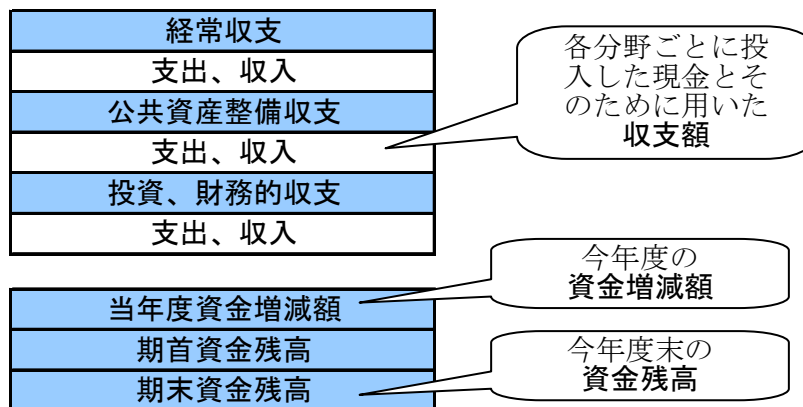 経常収支
支出、収入
公共資産整備収支
支出、収入
投資、財務的収支
支出、収入
各分野ごとに投
入した現金とそ
のために用いた
収支額
当年度資金増減額
期首資金残高
期末資金残高
今年度の
資金増減額
今年度末の
資金残高